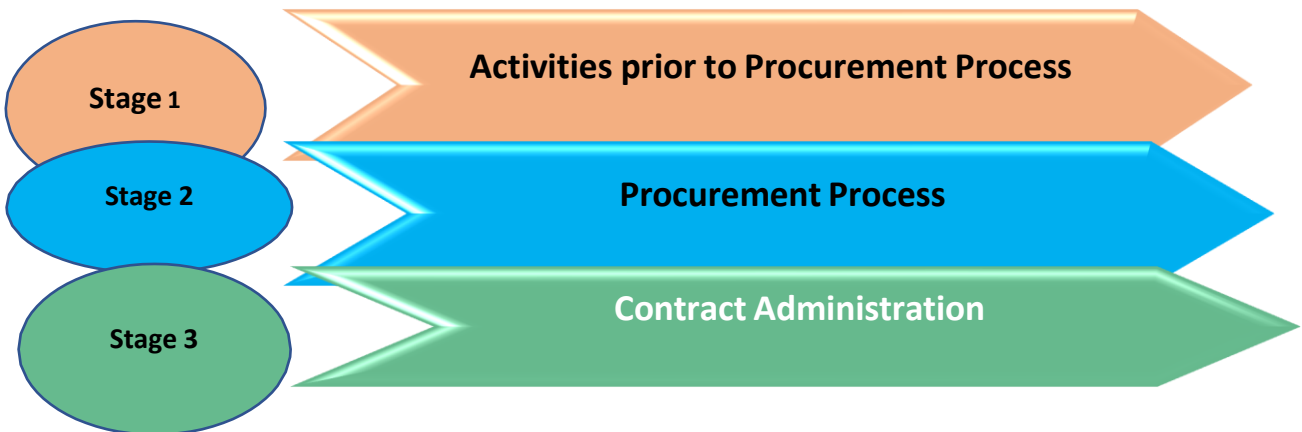 Stage 1
Activities prior to Procurement Process
Stage 2
Procurement Process
Stage 3
Contract Administration